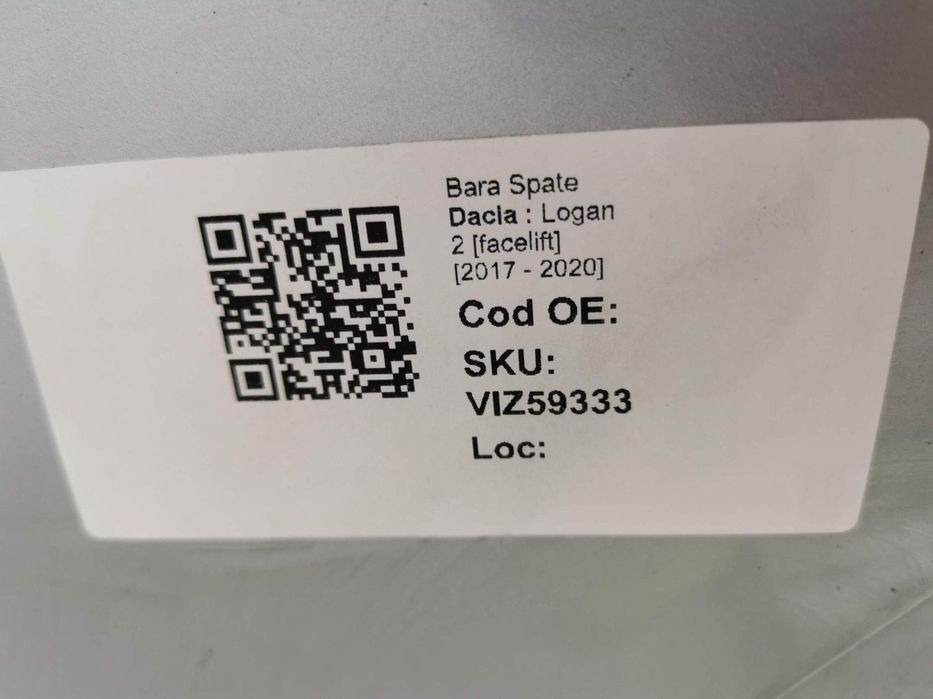 Bara Spate
Dacia : Logan
2 [facelift]
[2017 - 2020]
Cod OE:
SKU:
VIZ59333
Loc: